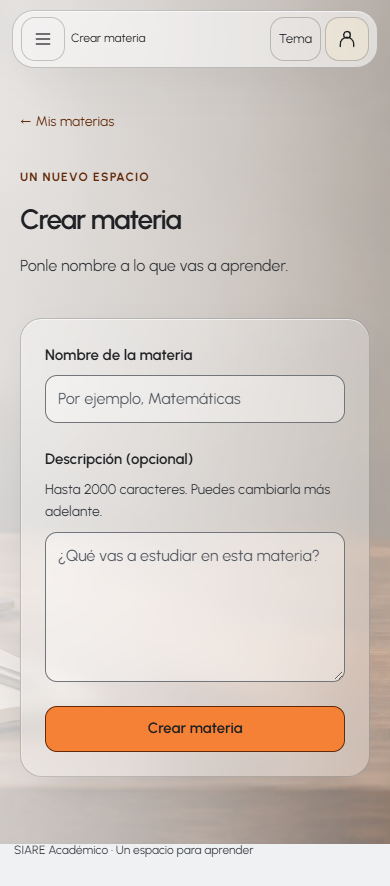 Crear materia
Tema
← Mis materias
UN NUEVO ESPACIO
Crear materia
Ponle nombre a lo que vas a aprender.
Nombre de la materia
Por ejemplo, Matemáticas
Descripción (opcional)
Hasta 2000 caracteres. Puedes cambiarla más
adelante.
¿Qué vas a estudiar en esta materia?
Crear materia
SIARE Académico · Un espacio para aprender